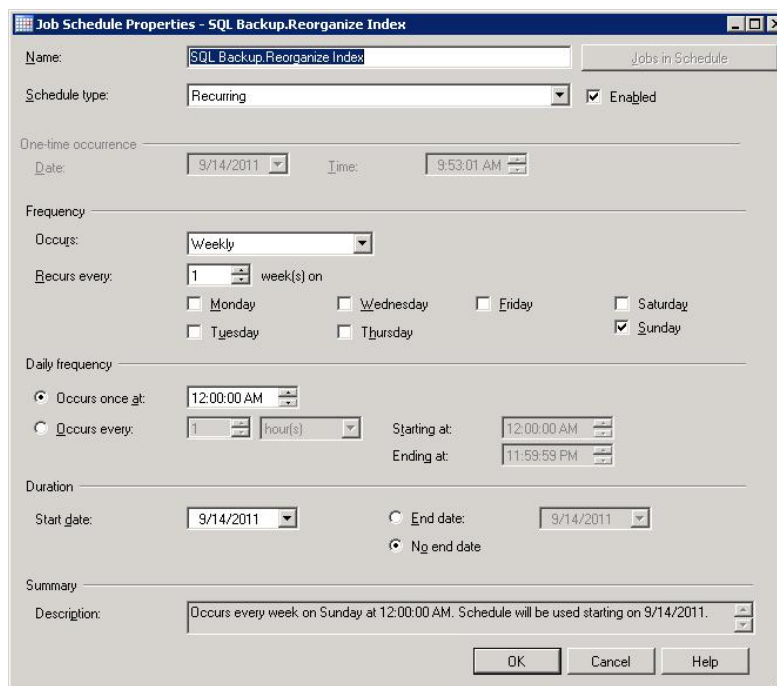 Job Schedule Properties - SQL Backup.Reorganize Index
Name: SQL Backup.Reorganize Index Jobs in Schedule
Schedule type: Recurring Enabled
One-time occurrence
Date: 9/14/2011 Time: 9:53:01 AM
Frequency
Occurs: Weekly
Recurs every: 1 week(s) on
Monday Wednesday Friday Saturday
Tuesday Thursday Sunday
Daily frequency
Occurs once at: 12:00:00 AM
Occurs every: 1 hour(s) Starting at: 12:00:00 AM
Ending at: 11:59:59 PM
Duration
Start date: 9/14/2011 End date: 9/14/2011
No end date
Summary
Description: Occurs every week on Sunday at 12:00:00 AM. Schedule will be used starting on 9/14/2011.
OK Cancel Help